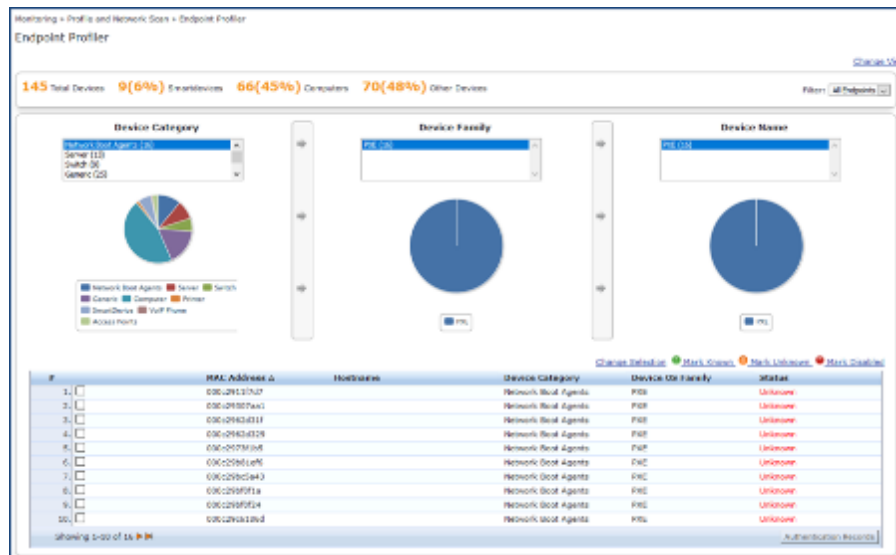 Monitoring » Profile and Network Scan » Endpoint Profiler
Endpoint Profiler
Change Vi
145 Total Devices 9(6%) Smartdevices 66(45%) Computers 70(48%) Other Devices
Filter: All Endpoints
Device Category
Network Boot Agents (16)
Server (13)
Switch (8)
Generic (25)
Device Family
PXE (16)
Device Name
PXE (16)
Network Boot Agents Server Switch
Generic Computer Printer
SmartDevice VoIP Phone
Access Points
PXE
PXE
Change Selection Mark Known Mark Unknown Mark Disabled
# MAC Address Δ Hostname Device Category Device OS Family Status
1. Network Boot Agents PXE Unknown
2. Network Boot Agents PXE Unknown
3. 000c2962d31f Network Boot Agents PXE Unknown
4. 000c2962d329 Network Boot Agents PXE Unknown
5. Network Boot Agents PXE Unknown
6. Network Boot Agents PXE Unknown
7. Network Boot Agents PXE Unknown
8. Network Boot Agents PXE Unknown
9. Network Boot Agents PXE Unknown
10. Network Boot Agents PXE Unknown
Showing 1-10 of 16
Authentication Records